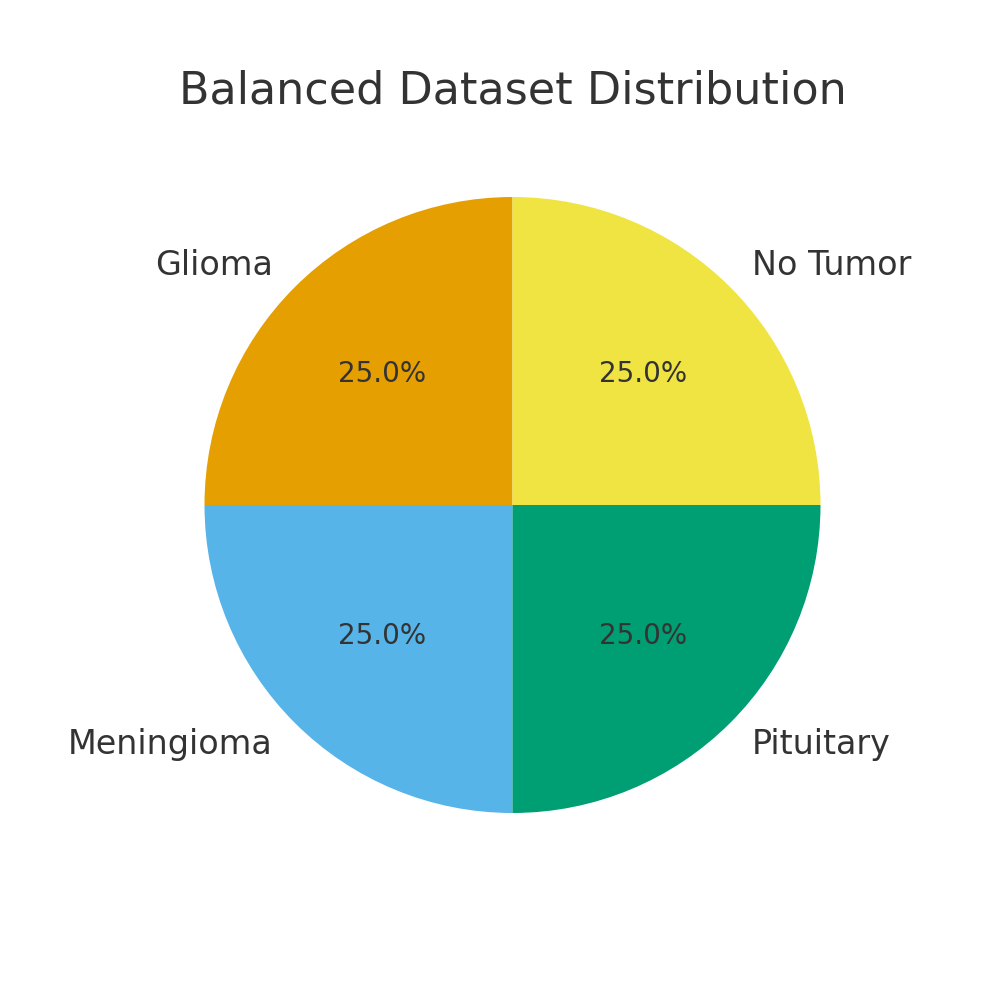 Balanced Dataset Distribution
Glioma
No Tumor
25.0%
25.0%
25.0%
25.0%
Meningioma
Pituitary